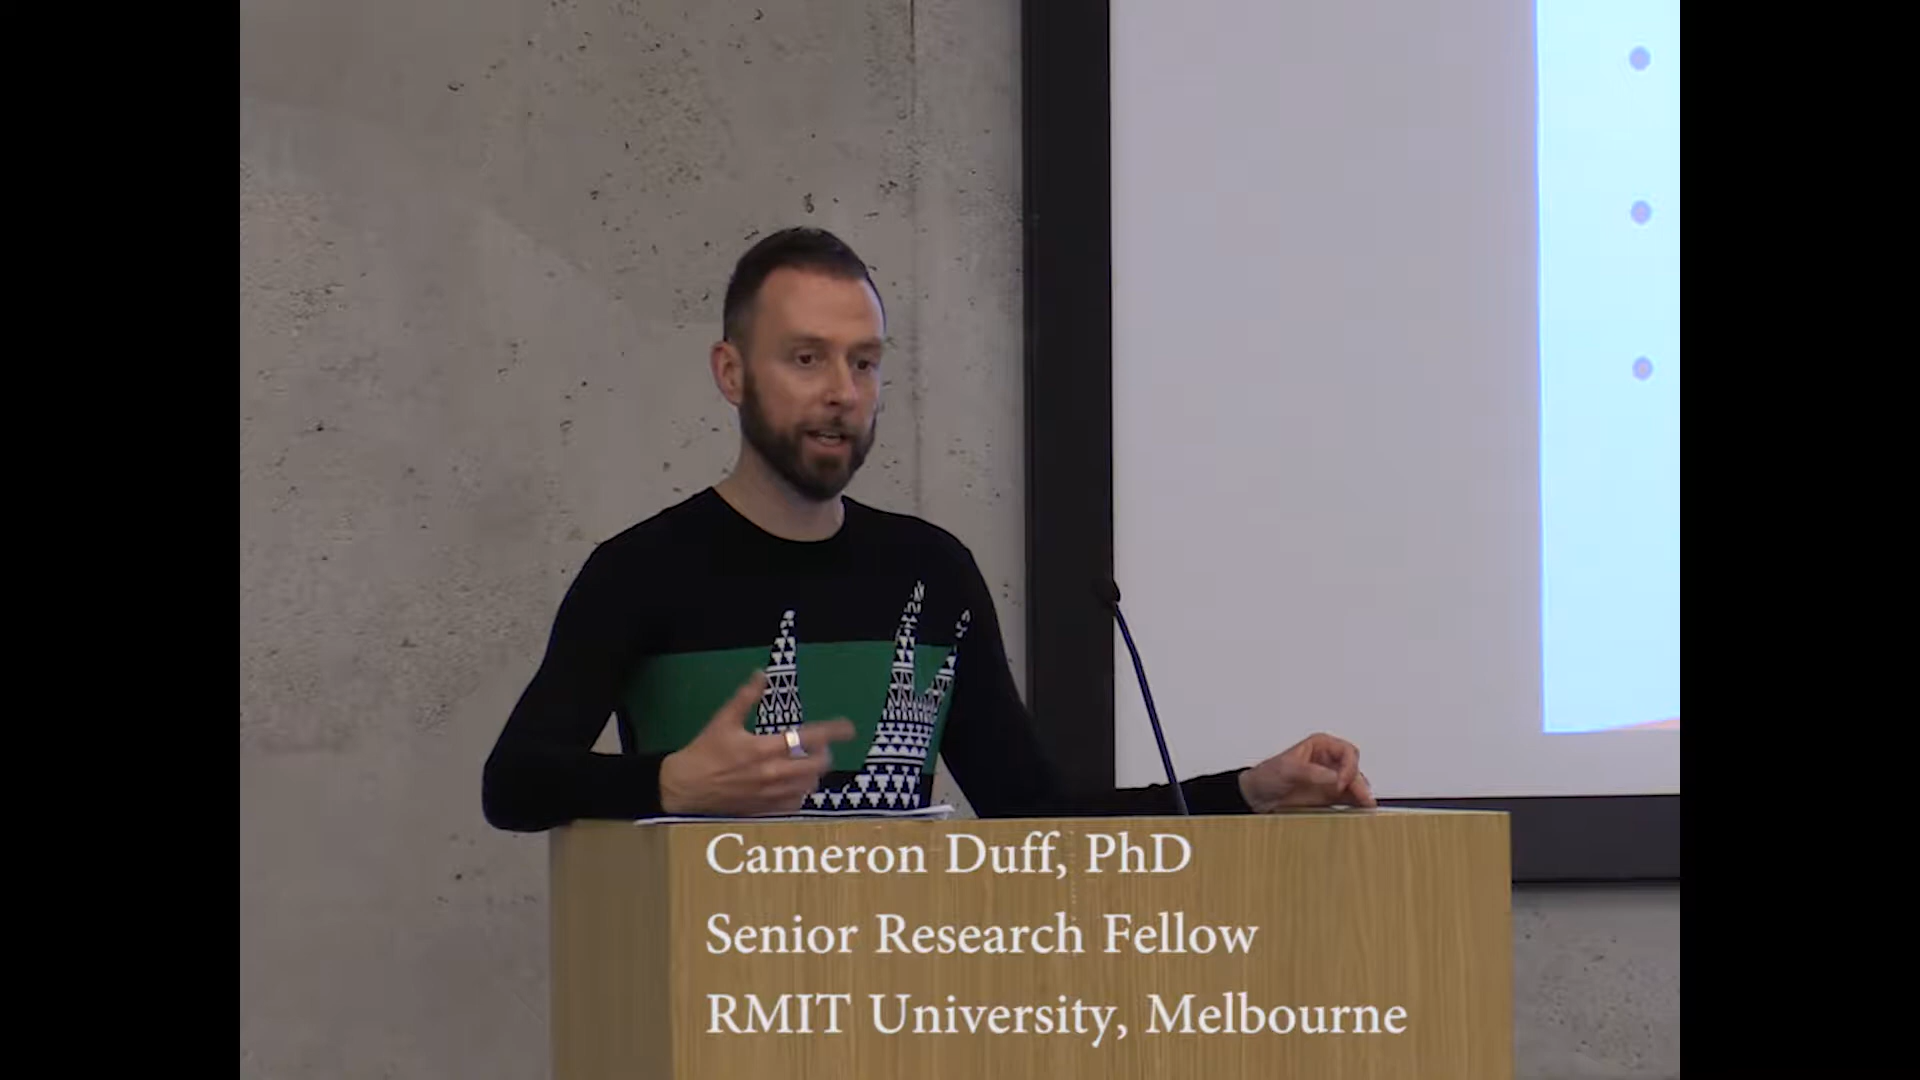 Cameron Duff, PhD
Senior Research Fellow
RMIT University, Melbourne